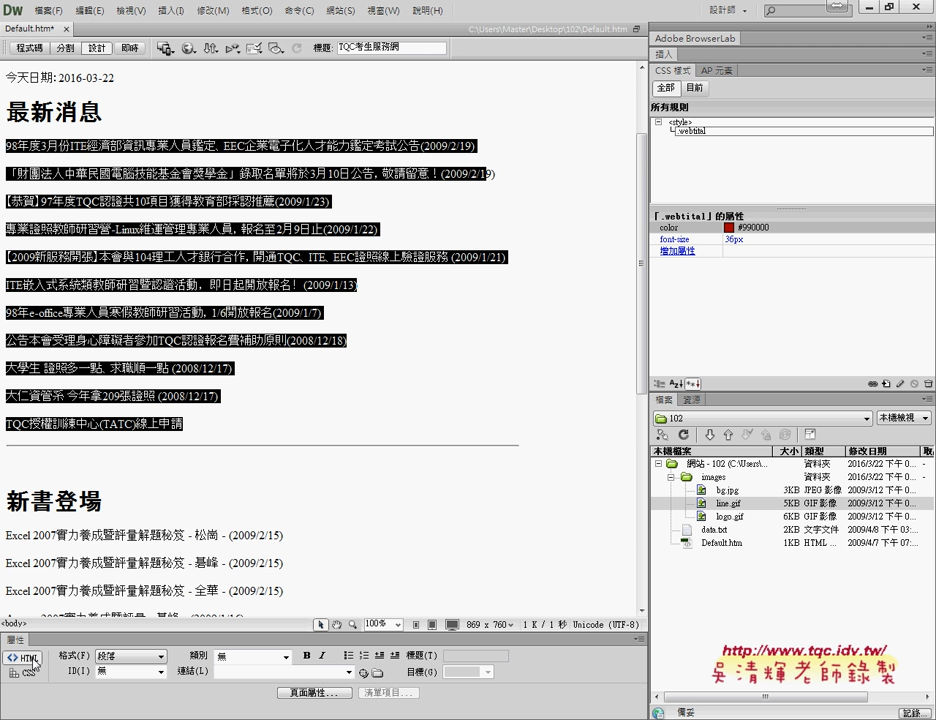 Dw 檔案(F) 編輯(E) 檢視(V) 插入(I) 修改(M) 格式(O) 命令(C) 網站(S) 視窗(W) 說明(H) 設計師
Default.htm* × C:\Users\Master\Desktop\102\Default.htm
程式碼 分割 設計 即時 標題: TQC考生服務網
今天日期: 2016-03-22
最新消息
98年度3月份ITE經濟部資訊專業人員鑑定、EEC企業電子化人才能力鑑定考試公告(2009/2/19)
「財團法人中華民國電腦技能基金會獎學金」錄取名單將於3月10日公告, 敬請留意！(2009/2/19)
【恭賀】97年度TQC認證共10項目獲得教育部採認推薦(2009/1/23)
專業證照教師研習營-Linux維運管理專業人員, 報名至2月9日止(2009/1/22)
【2009新服務開張】本會與104理工人才銀行合作, 開通TQC、ITE、EEC證照線上驗證服務 (2009/1/21)
ITE嵌入式系統類教師研習暨認證活動, 即日起開放報名！ (2009/1/13)
98年e-office專業人員寒假教師研習活動, 1/6開放報名(2009/1/7)
公告本會受理身心障礙者參加TQC認證報名費補助原則(2008/12/18)
大學生 證照多一點、求職順一點 (2008/12/17)
大仁資管系 今年拿209張證照 (2008/12/17)
TQC授權訓練中心(TATC)線上申請
新書登場
Excel 2007實力養成暨評量解題秘笈 - 松崗 - (2009/2/15)
Excel 2007實力養成暨評量解題秘笈 - 碁峰 - (2009/2/15)
Excel 2007實力養成暨評量解題秘笈 - 全華 - (2009/2/15)
<body> 100% 869 x 760 1 K / 1 秒 Unicode (UTF-8)
屬性
<> HTML 格式(F) 段落 類別 無 B I 標題(T)
CSS ID(I) 無 連結(L) 目標(G)
頁面屬性... 清單項目...
Adobe BrowserLab
插入
CSS 樣式 AP 元素
全部 目前
所有規則
<style>
.webtital
「.webtital」的屬性
color #990000
font-size 36px
增加屬性
檔案 資源
102 本機檢視
本機檔案 大小 類型 修改日期 取
網站 - 102 (C:\Users\... 資料夾 2016/3/22 下午 0... -
images 資料夾 2016/3/22 下午 0... -
bg.jpg 3KB JPEG 影像 2009/3/12 下午 0...
line.gif 5KB GIF 影像 2009/3/12 下午 0...
logo.gif 6KB GIF 影像 2009/3/12 下午 0...
data.txt 2KB 文字文件 2009/4/8 下午 03:...
Default.htm 1KB HTML ... 2009/4/7 下午 07:...
http://www.tqc.idv.tw/
吳清輝老師錄製
備妥 記錄...